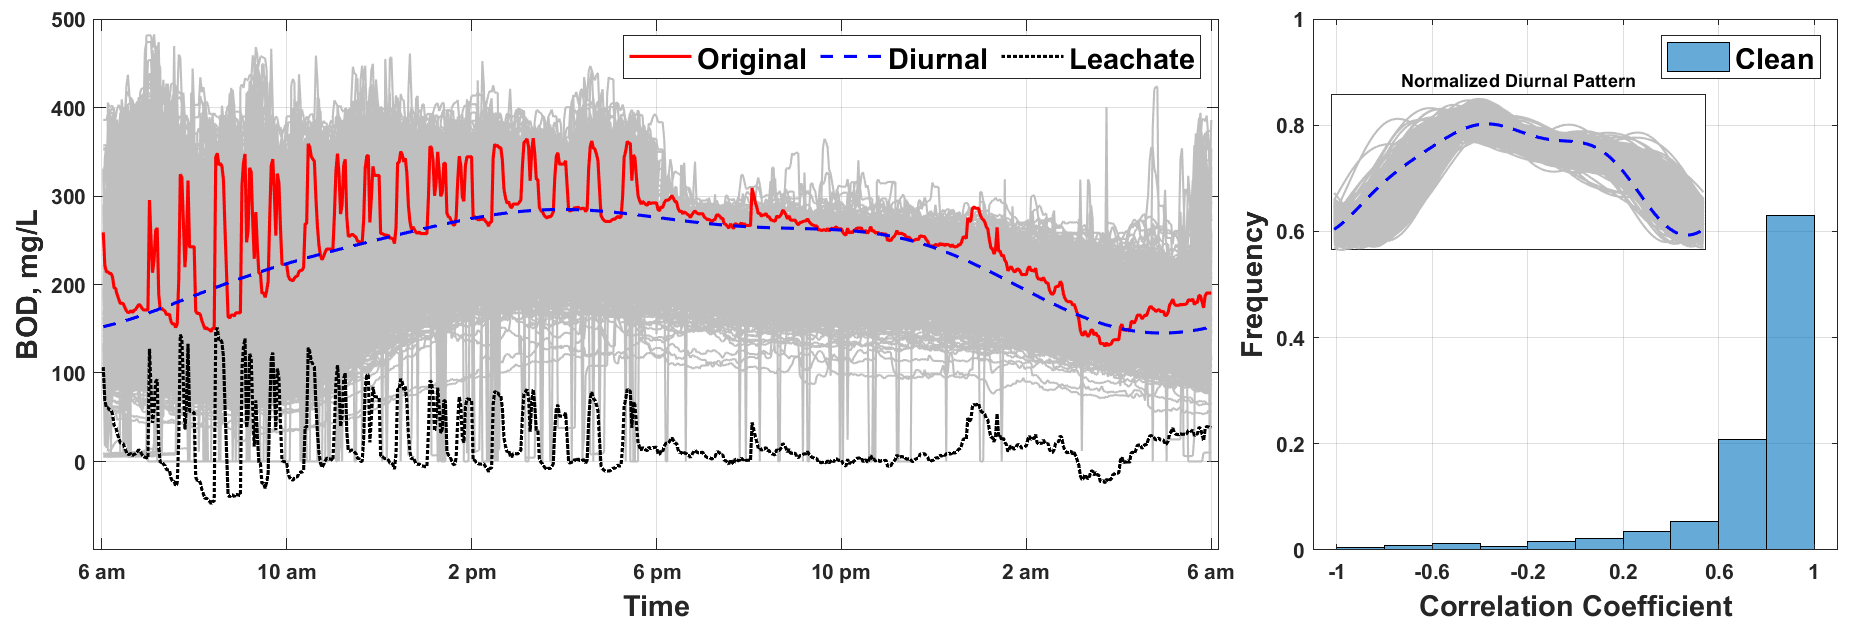 500
400
300
200
100
0
BOD, mg/L
Original Diurnal Leachate
6 am 10 am 2 pm 6 pm 10 pm 2 am 6 am
Time
1
0.8
0.6
0.4
0.2
0
Frequency
Clean
Normalized Diurnal Pattern
-1 -0.6 -0.2 0.2 0.6 1
Correlation Coefficient